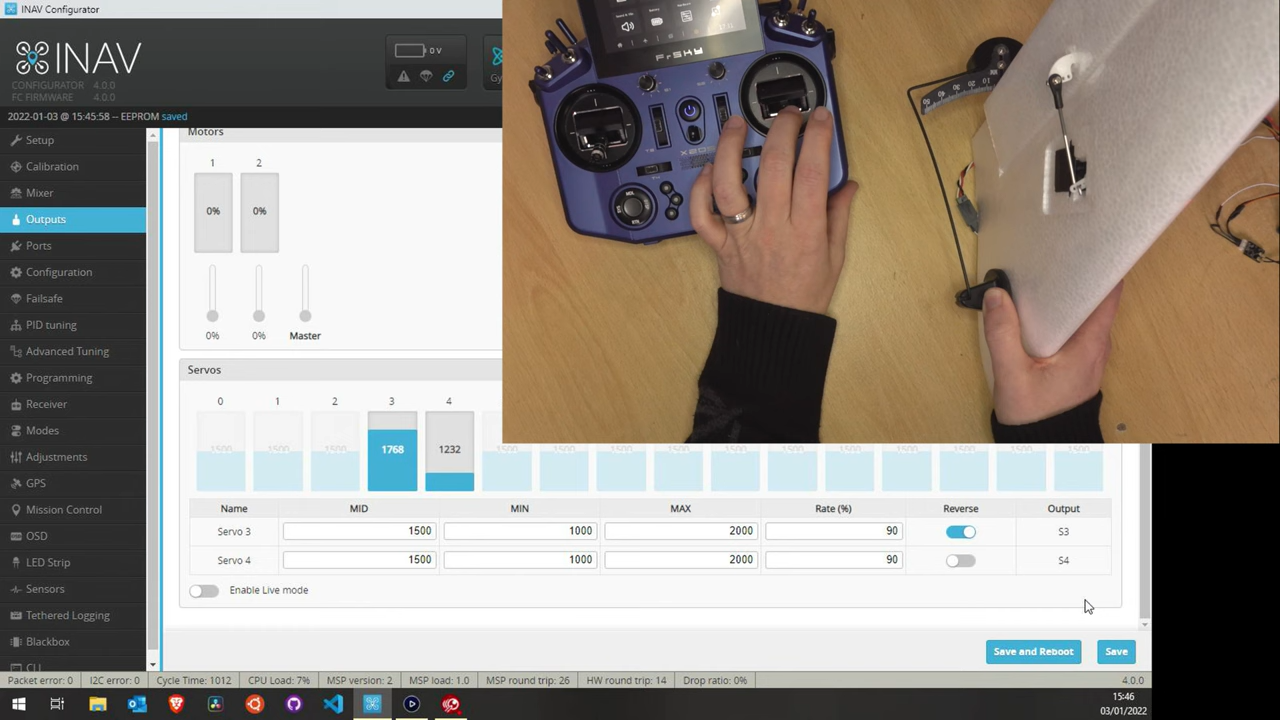 INAV Configurator
INAV
CONFIGURATOR 4.0.0
FC FIRMWARE 4.0.0
0 V
Gy
2022-01-03 @ 15:45:58 -- EEPROM saved
Setup
Calibration
Mixer
Outputs
Ports
Configuration
Failsafe
PID tuning
Advanced Tuning
Programming
Receiver
Modes
Adjustments
GPS
Mission Control
OSD
LED Strip
Sensors
Tethered Logging
Blackbox
CLI
Motors
1 2
0% 0%
0% 0% Master
Servos
0 1 2 3 4
1500 1500 1500 1768 1232
Name MID MIN MAX Rate (%) Reverse Output
Servo 3 1500 1000 2000 90 S3
Servo 4 1500 1000 2000 90 S4
Enable Live mode
Save and Reboot Save
Packet error: 0 I2C error: 0 Cycle Time: 1012 CPU Load: 7% MSP version: 2 MSP load: 1.0 MSP round trip: 26 HW round trip: 14 Drop ratio: 0% 4.0.0
15:46
03/01/2022
FrSKY